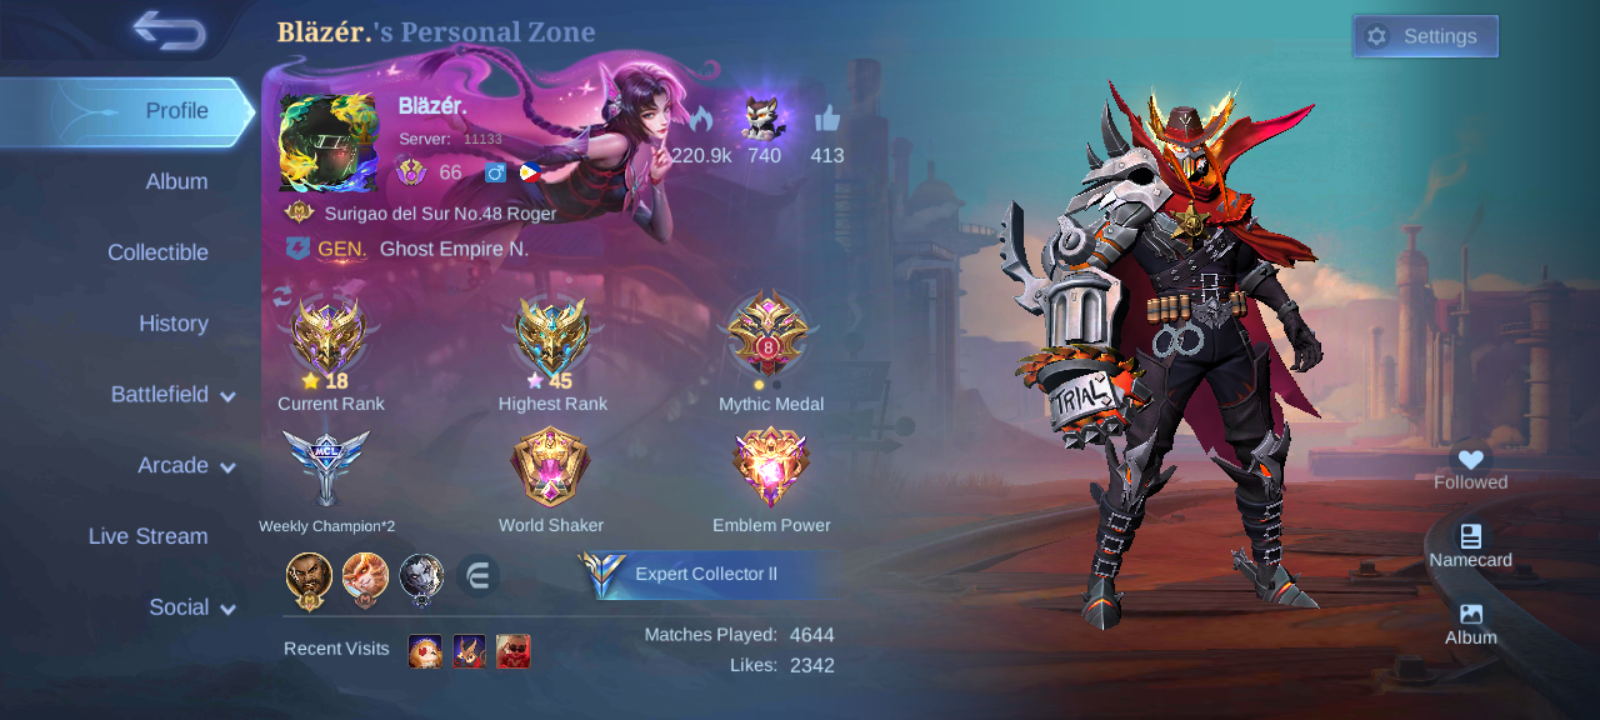 Bläzér.'s Personal Zone
Settings
Profile
Album
Collectible
History
Battlefield
Arcade
Live Stream
Social
Bläzér.
Server: 11133
66
220.9k 740 413
Surigao del Sur No.48 Roger
GEN. Ghost Empire N.
18 45 8
Current Rank Highest Rank Mythic Medal
MCL
Weekly Champion*2 World Shaker Emblem Power
Expert Collector II
Matches Played: 4644
Recent Visits
Likes: 2342
TRIAL
Followed
Namecard
Album